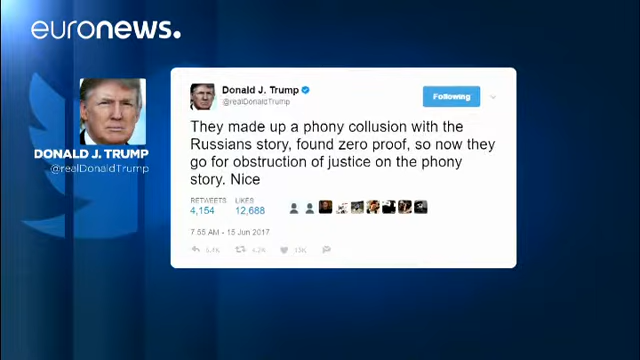 euronews.
DONALD J. TRUMP
@realDonaldTrump
Donald J. Trump
@realDonaldTrump
Following
They made up a phony collusion with the
Russians story, found zero proof, so now they
go for obstruction of justice on the phony
story. Nice
RETWEETS LIKES
4,154 12,688
7:55 AM - 15 Jun 2017